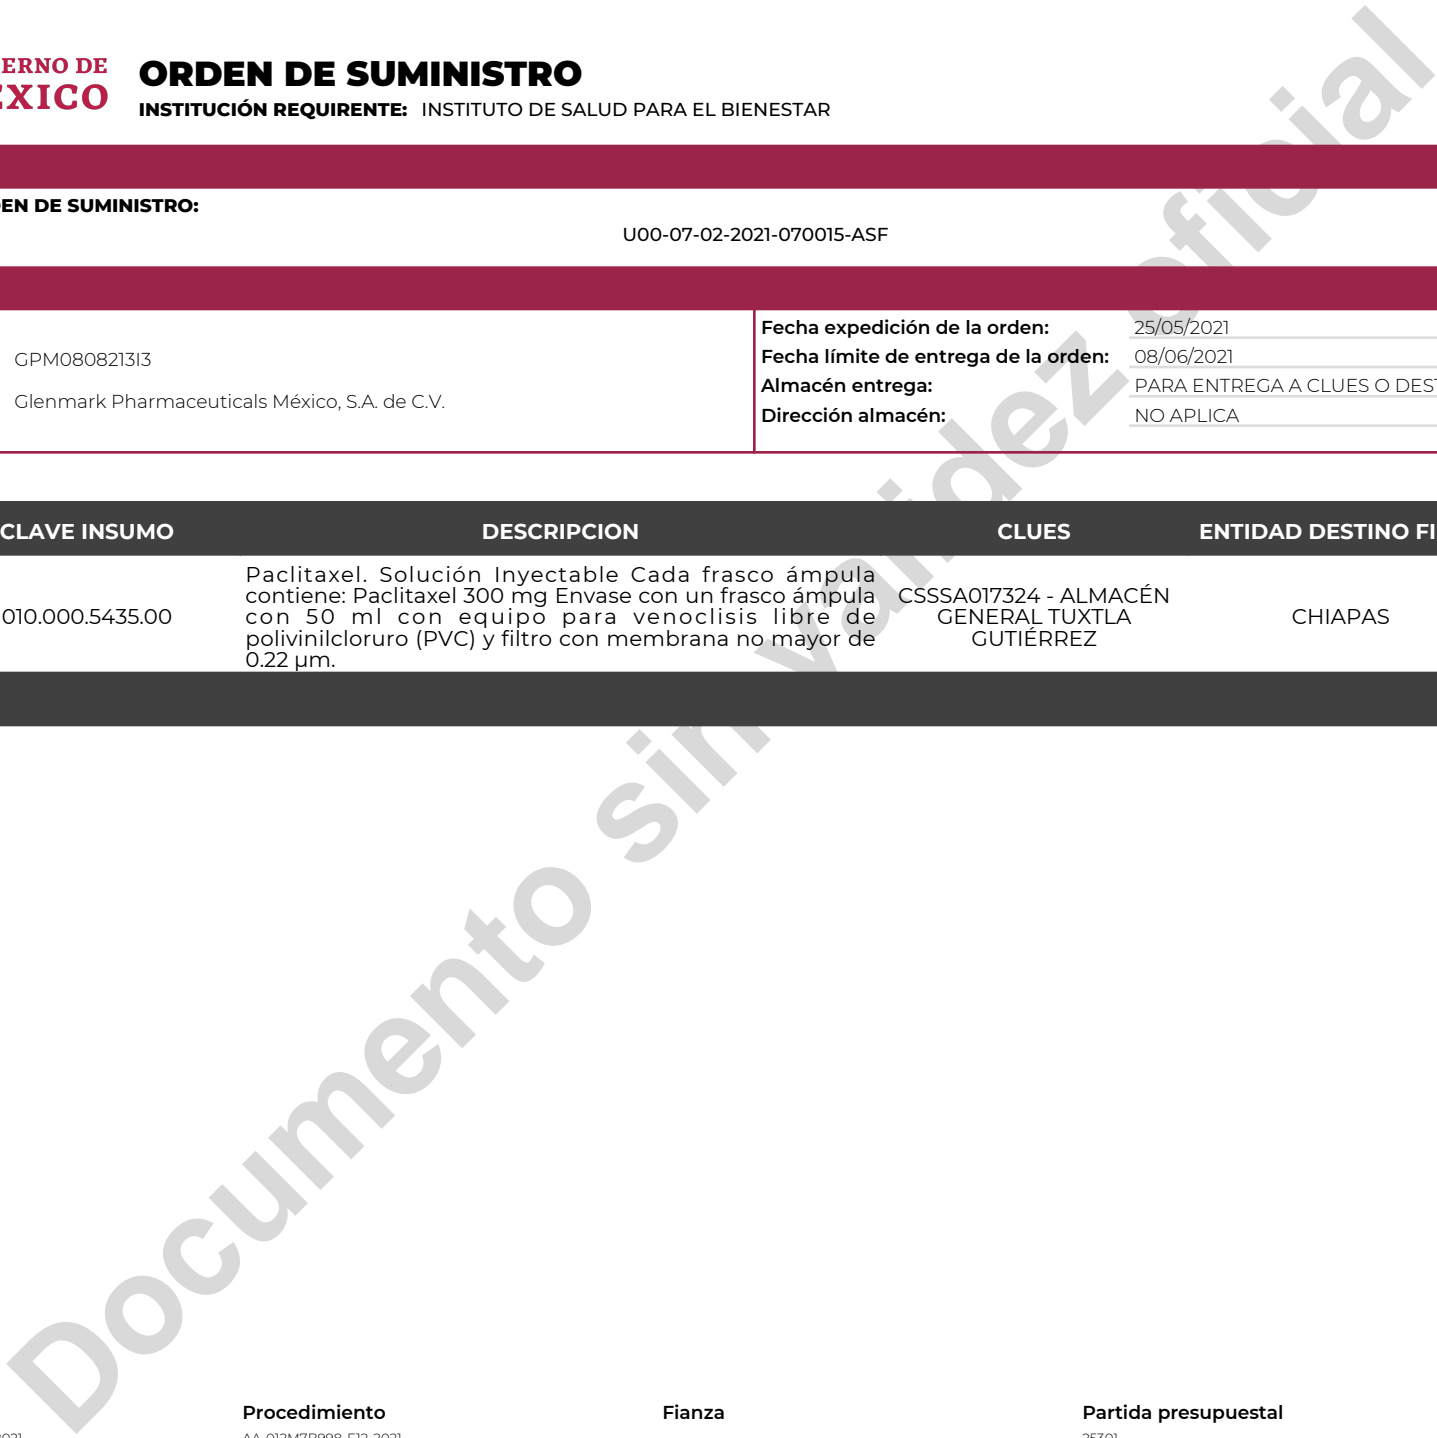 ERNO DE
ÉXICO
ORDEN DE SUMINISTRO
INSTITUCIÓN REQUIRENTE: INSTITUTO DE SALUD PARA EL BIENESTAR
EN DE SUMINISTRO:
U00-07-02-2021-070015-ASF
GPM0808213I3
Glenmark Pharmaceuticals México, S.A. de C.V.
Fecha expedición de la orden: 25/05/2021
Fecha límite de entrega de la orden: 08/06/2021
Almacén entrega: PARA ENTREGA A CLUES O DEST
Dirección almacén: NO APLICA
CLAVE INSUMO DESCRIPCION CLUES ENTIDAD DESTINO FI
010.000.5435.00
Paclitaxel. Solución Inyectable Cada frasco ámpula
contiene: Paclitaxel 300 mg Envase con un frasco ámpula
con 50 ml con equipo para venoclisis libre de
polivinilcloruro (PVC) y filtro con membrana no mayor de
0.22 µm.
CSSSA017324 - ALMACÉN
GENERAL TUXTLA
GUTIÉRREZ
CHIAPAS
Documento sin validez oficial
Procedimiento Fianza Partida presupuestal